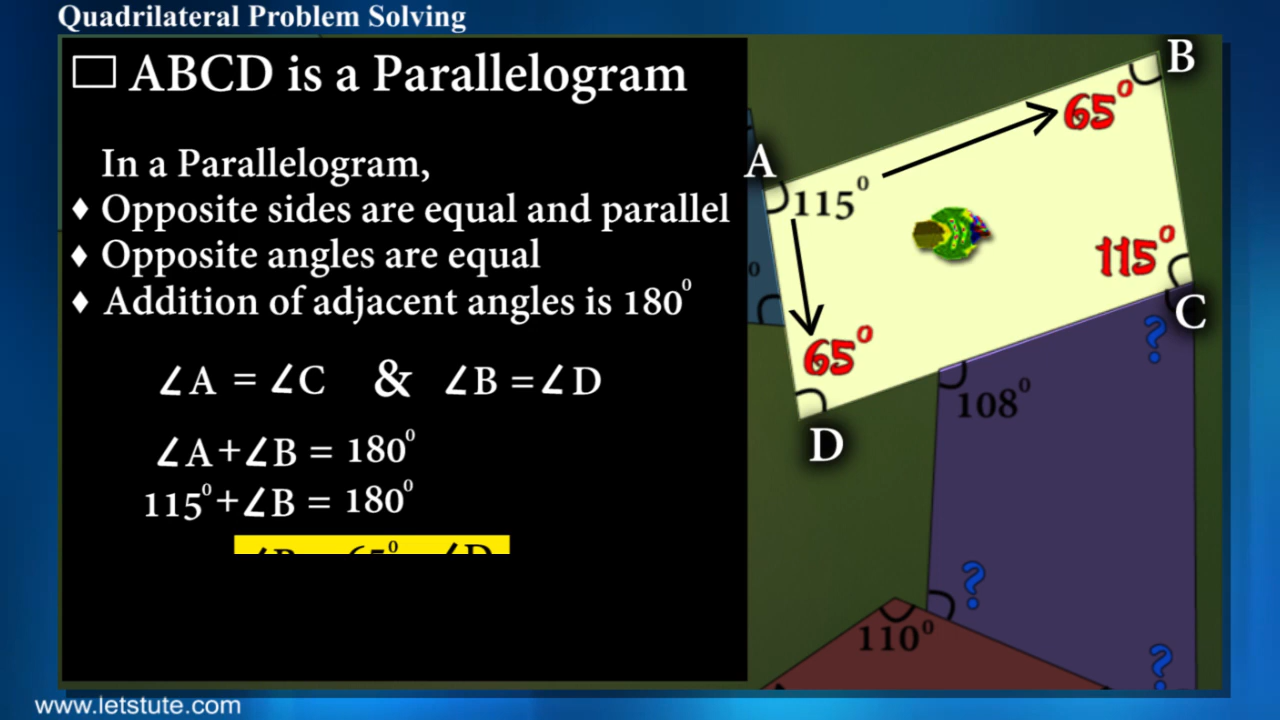 Quadrilateral Problem Solving
ABCD is a Parallelogram
In a Parallelogram,
♦ Opposite sides are equal and parallel
♦ Opposite angles are equal
♦ Addition of adjacent angles is 180⁰
∠A = ∠C & ∠B = ∠D
∠A + ∠B = 180⁰
115⁰ + ∠B = 180⁰
B
65⁰
A
115⁰
115⁰
C
65⁰
?
108⁰
D
?
110⁰
?
www.letstute.com